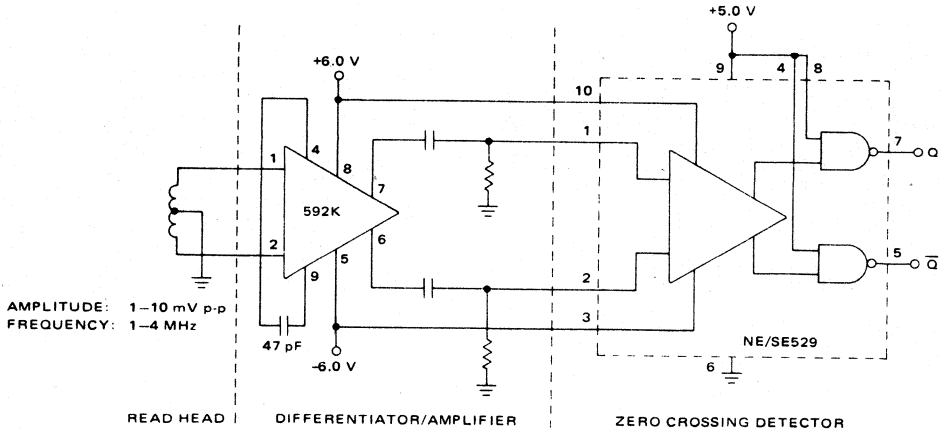 +5.0 V
+6.0 V
9
4
8
10
1
4
8
7
1
592K
7
Q
2
6
5
9
5
Q̅
2
3
AMPLITUDE: 1–10 mV p-p
FREQUENCY: 1–4 MHz
47 pF
–6.0 V
6
NE/SE529
READ HEAD
DIFFERENTIATOR/AMPLIFIER
ZERO CROSSING DETECTOR